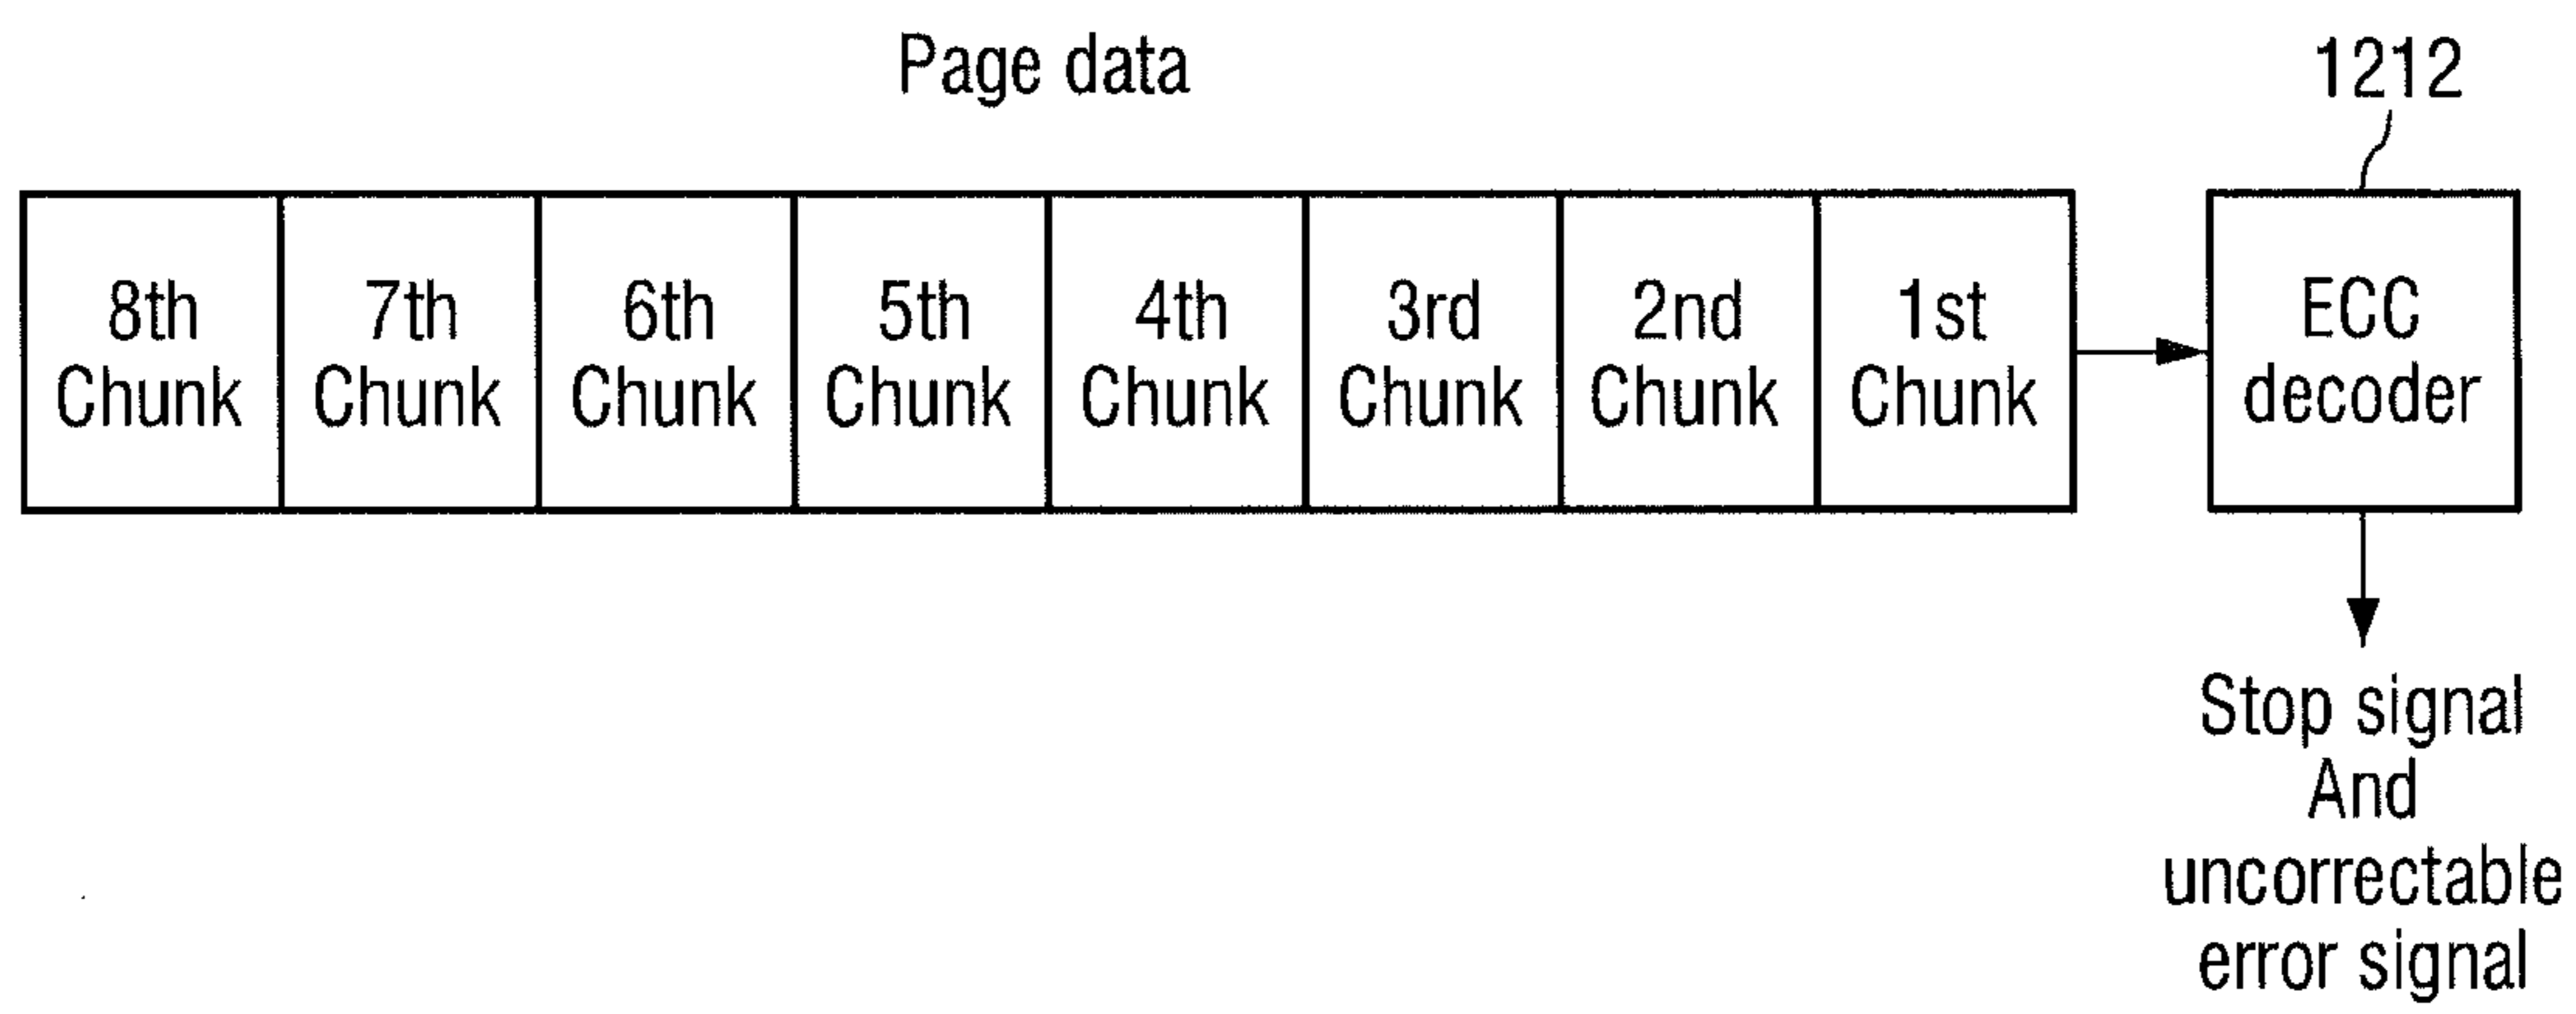 Page data
1212
8th
Chunk
7th
Chunk
6th
Chunk
5th
Chunk
4th
Chunk
3rd
Chunk
2nd
Chunk
1st
Chunk
ECC
decoder
Stop signal
And
uncorrectable
error signal